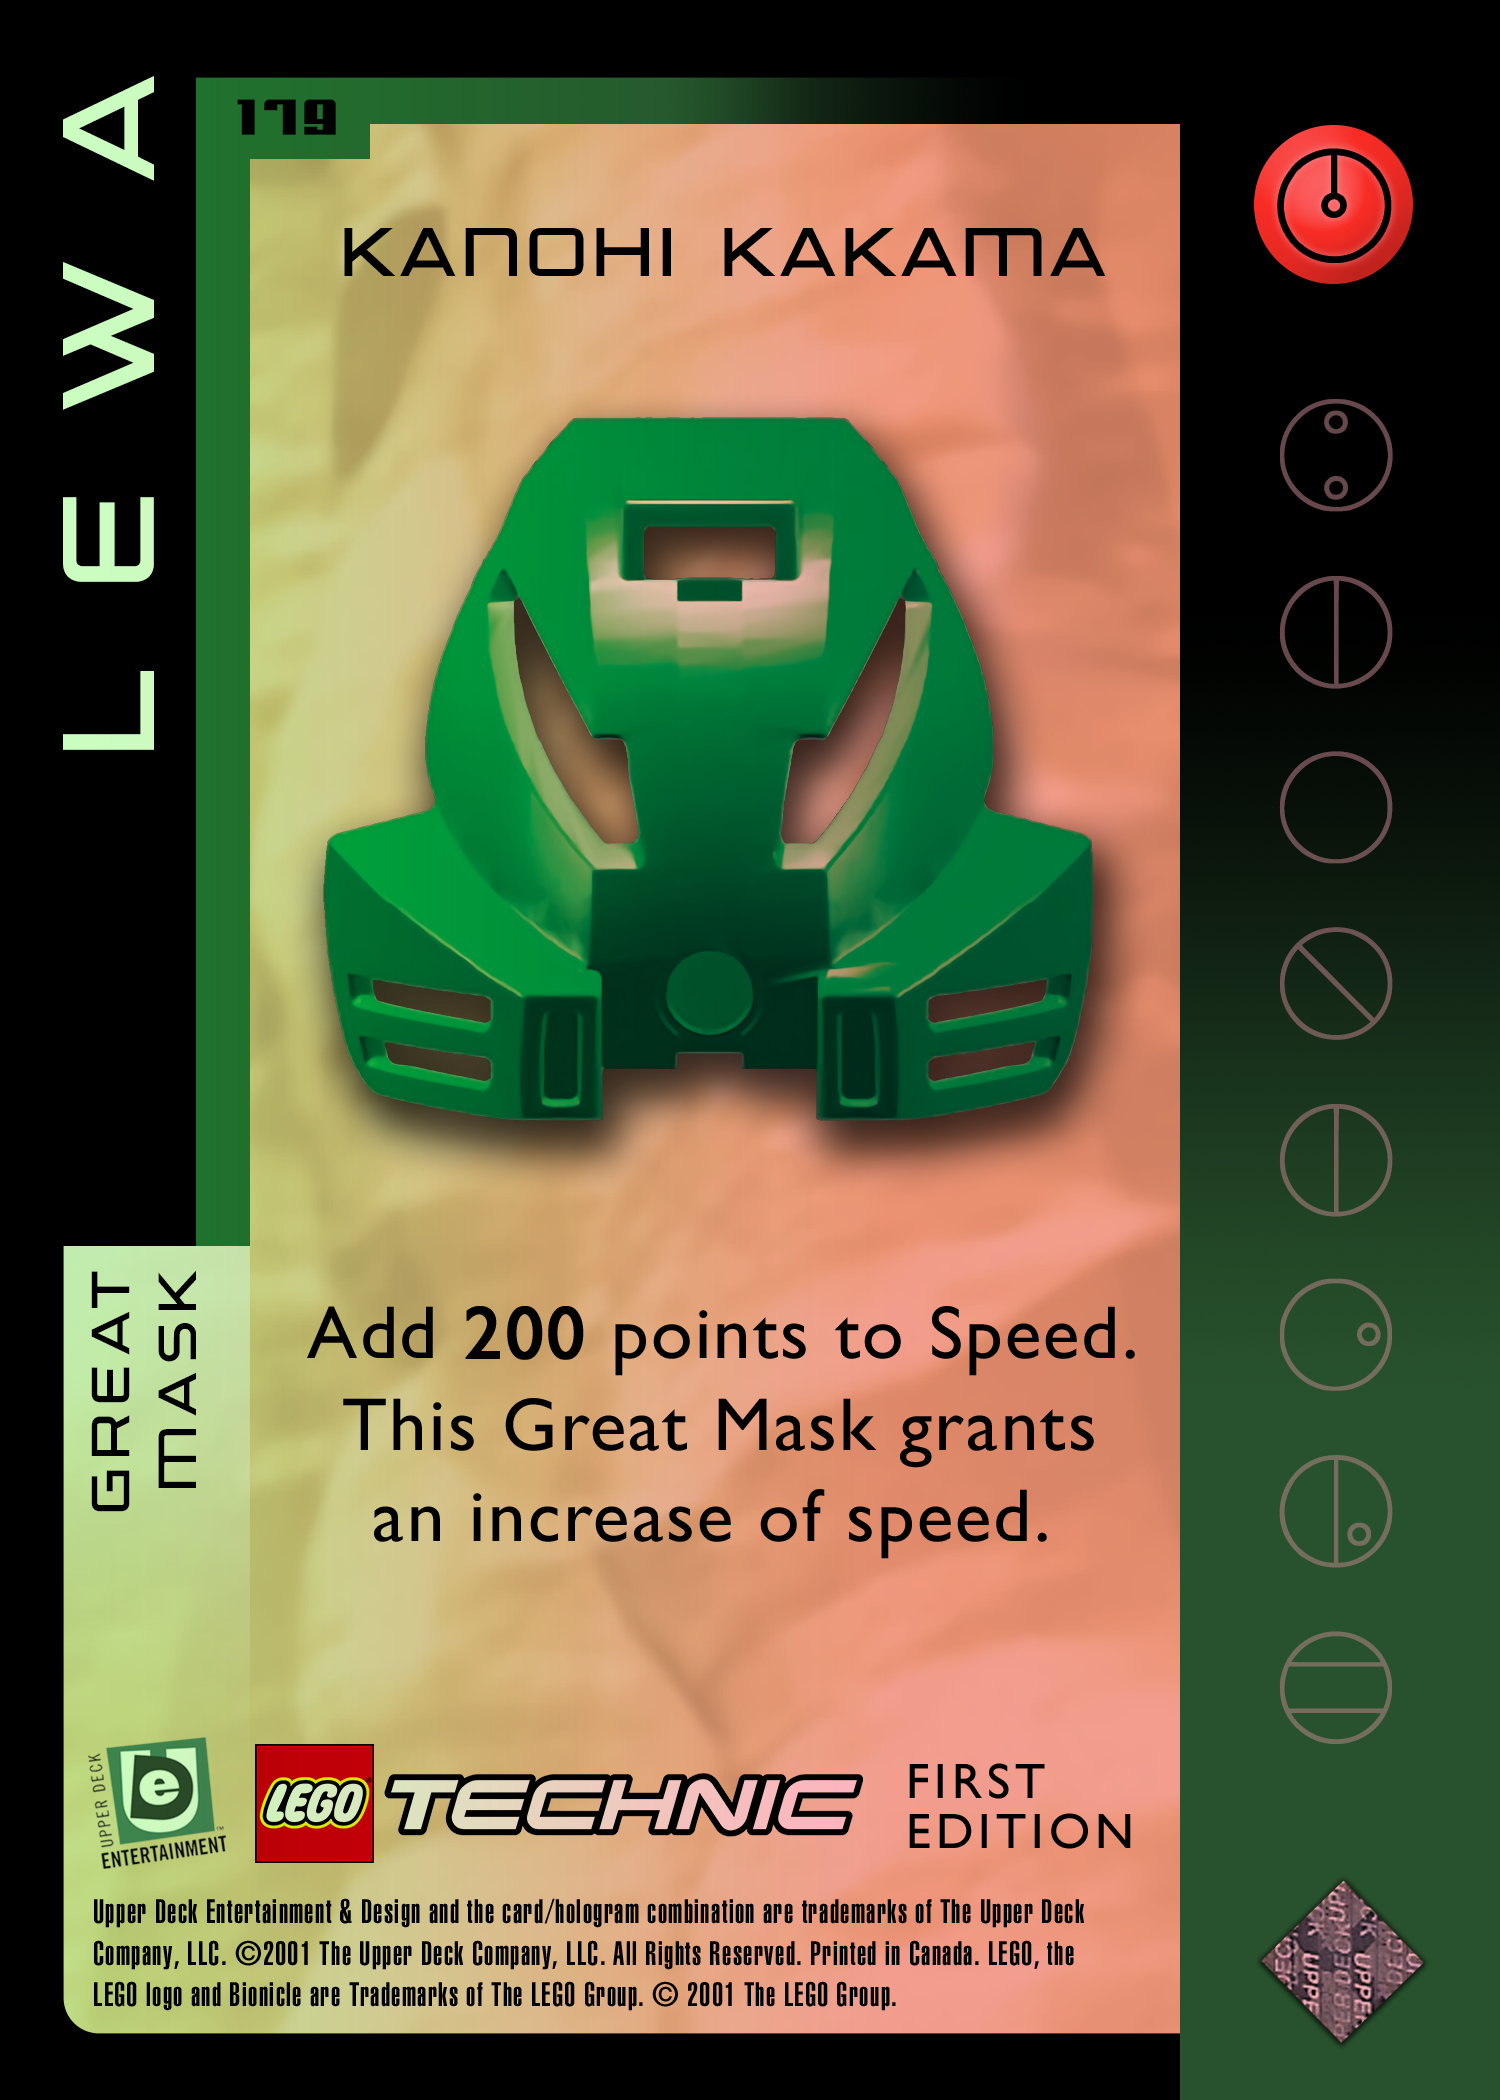 LEWA
179
KANOHI KAKAMA
GREAT
MASK
Add 200 points to Speed.
This Great Mask grants
an increase of speed.
UPPER DECK
e
ENTERTAINMENT
™
LEGO
TECHNIC
FIRST
EDITION
Upper Deck Entertainment & Design and the card/hologram combination are trademarks of The Upper Deck
Company, LLC. ©2001 The Upper Deck Company, LLC. All Rights Reserved. Printed in Canada. LEGO, the
LEGO logo and Bionicle are Trademarks of The LEGO Group. © 2001 The LEGO Group.